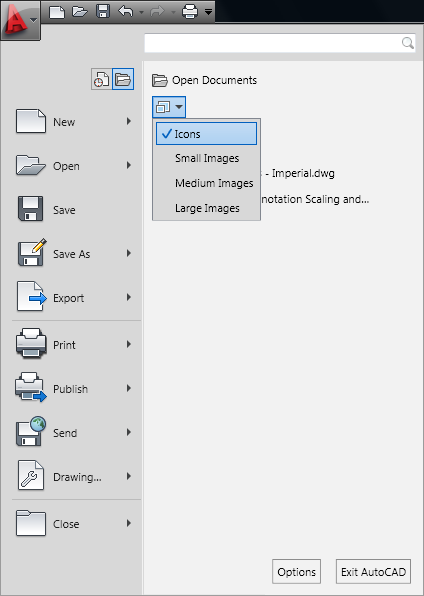 Open Documents
New
Icons
Open
Small Images
Medium Images
- Imperial.dwg
Large Images
notation Scaling and...
Save
Save As
Export
Print
Publish
Send
Drawing...
Close
Options
Exit AutoCAD